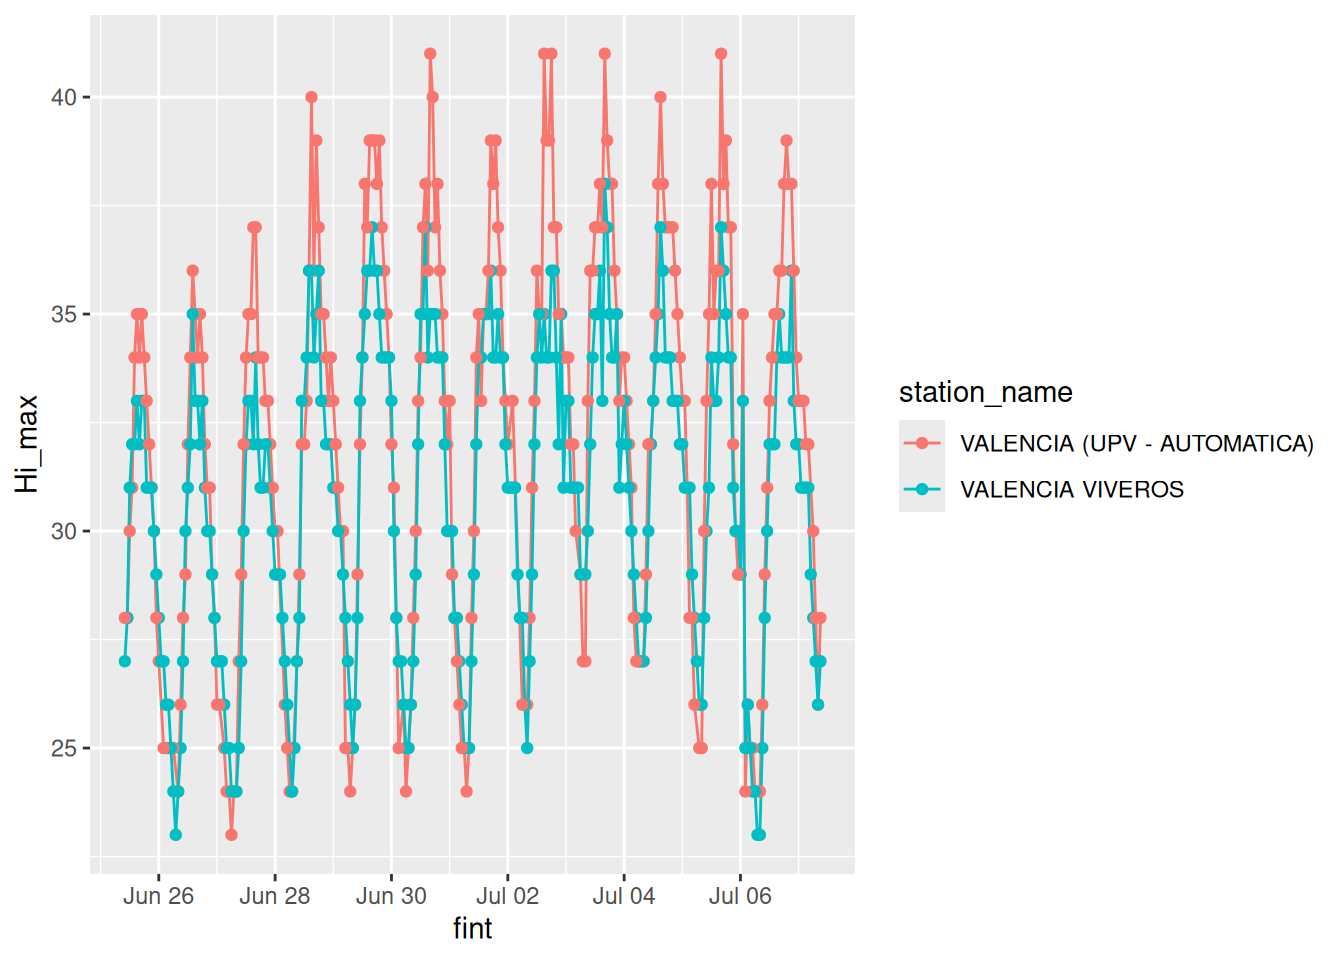 Hi_max
40
35
30
25
Jun 26
Jun 28
Jun 30
Jul 02
Jul 04
Jul 06
fint
station_name
VALENCIA (UPV - AUTOMATICA)
VALENCIA VIVEROS